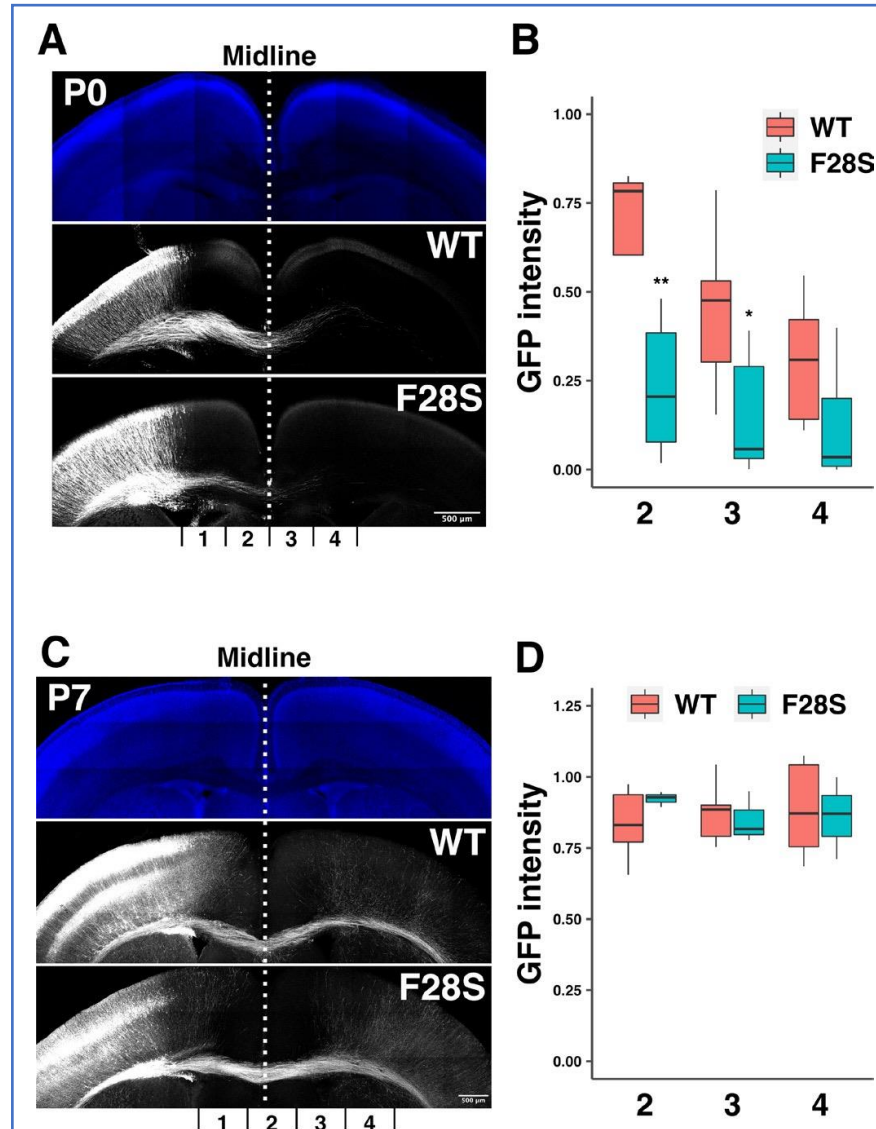 A
Midline
P0
WT
F28S
500 µm
1 2 3 4
B
GFP intensity
1.00
0.75
0.50
0.25
0.00
WT
F28S
**
*
2 3 4
C
Midline
P7
WT
F28S
500 µm
1 2 3 4
D
GFP intensity
1.25
1.00
0.75
0.50
0.25
0.00
WT F28S
2 3 4